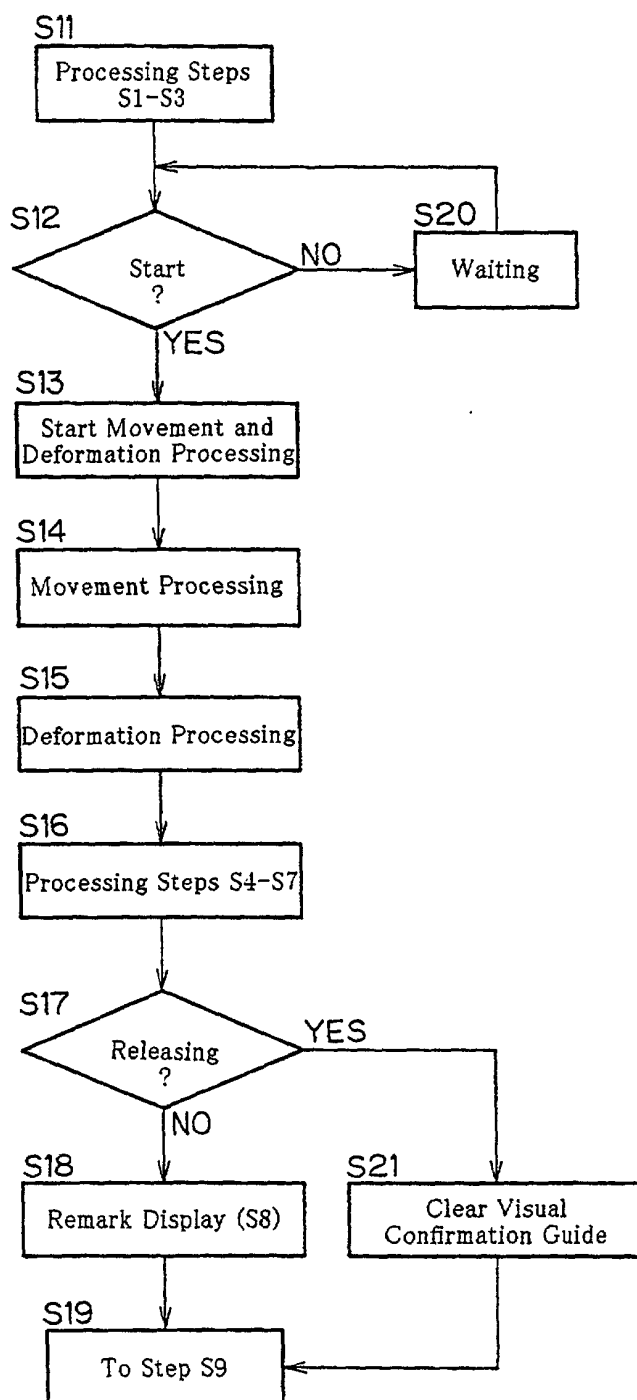 S11
Processing Steps
S1-S3
S12
Start
?
NO
S20
Waiting
YES
S13
Start Movement and
Deformation Processing
S14
Movement Processing
S15
Deformation Processing
S16
Processing Steps S4-S7
S17
Releasing
?
YES
NO
S18
Remark Display (S8)
S21
Clear Visual
Confirmation Guide
S19
To Step S9